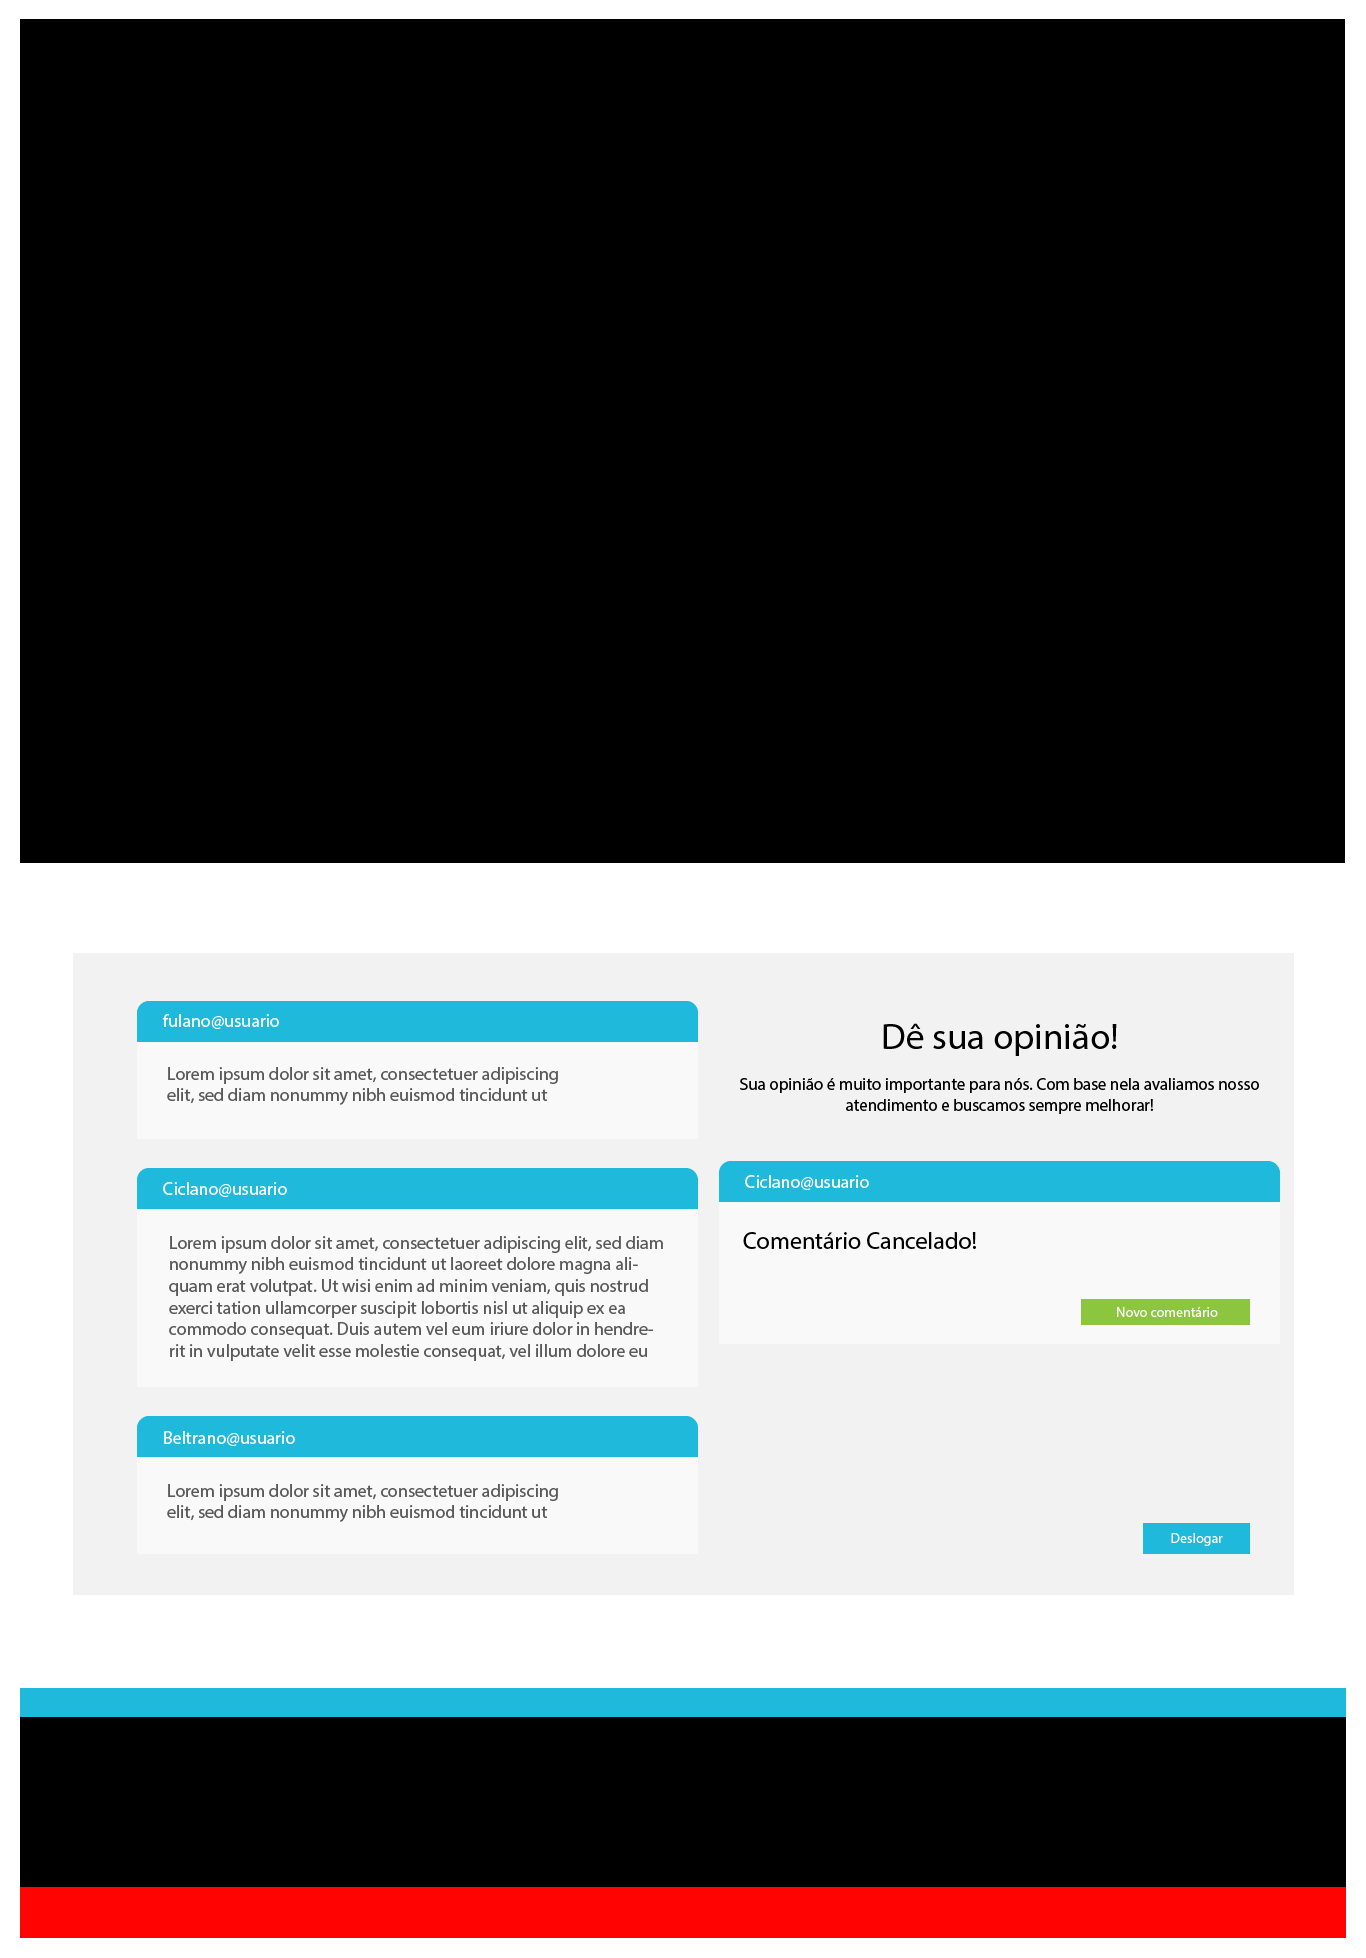 fulano@usuario
Lorem ipsum dolor sit amet, consectetuer adipiscing
elit, sed diam nonummy nibh euismod tincidunt ut
Ciclano@usuario
Lorem ipsum dolor sit amet, consectetuer adipiscing elit, sed diam
nonummy nibh euismod tincidunt ut laoreet dolore magna ali-
quam erat volutpat. Ut wisi enim ad minim veniam, quis nostrud
exerci tation ullamcorper suscipit lobortis nisl ut aliquip ex ea
commodo consequat. Duis autem vel eum iriure dolor in hendre-
rit in vulputate velit esse molestie consequat, vel illum dolore eu
Beltrano@usuario
Lorem ipsum dolor sit amet, consectetuer adipiscing
elit, sed diam nonummy nibh euismod tincidunt ut
Dê sua opinião!
Sua opinião é muito importante para nós. Com base nela avaliamos nosso
atendimento e buscamos sempre melhorar!
Ciclano@usuario
Comentário Cancelado!
Novo comentário
Deslogar